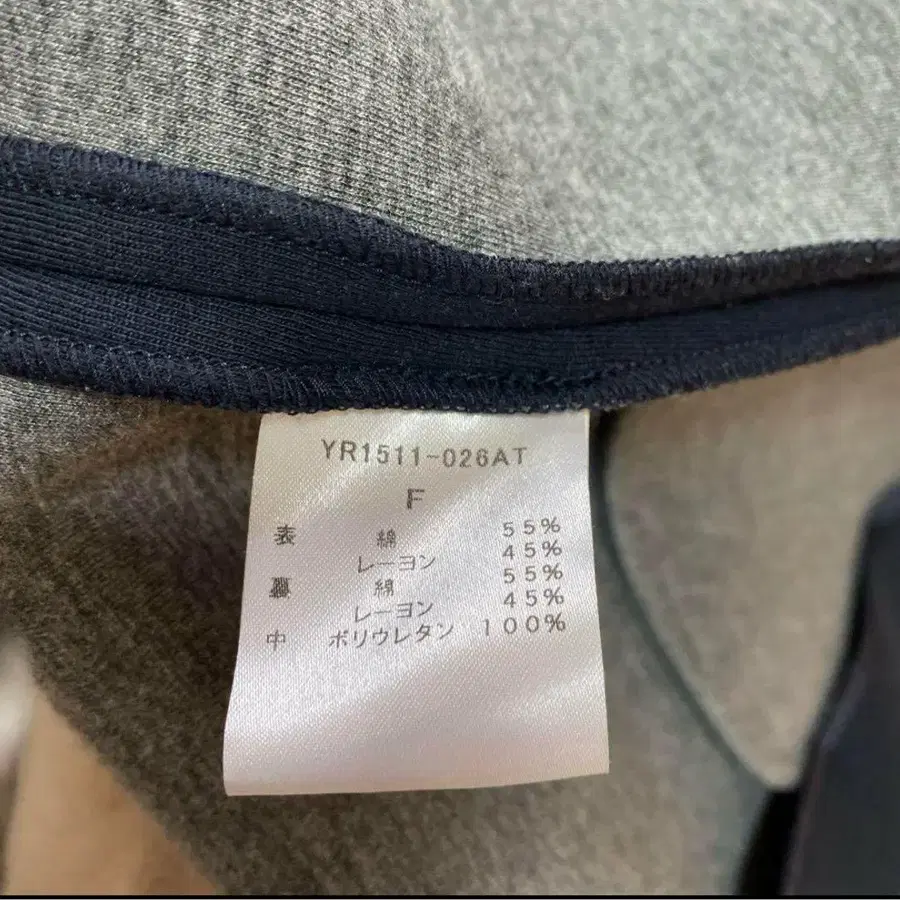 YR1511-026AT
F
表 綿 55%
レーヨン 45%
裏 綿 55%
レーヨン 45%
中 ポリウレタン 100%